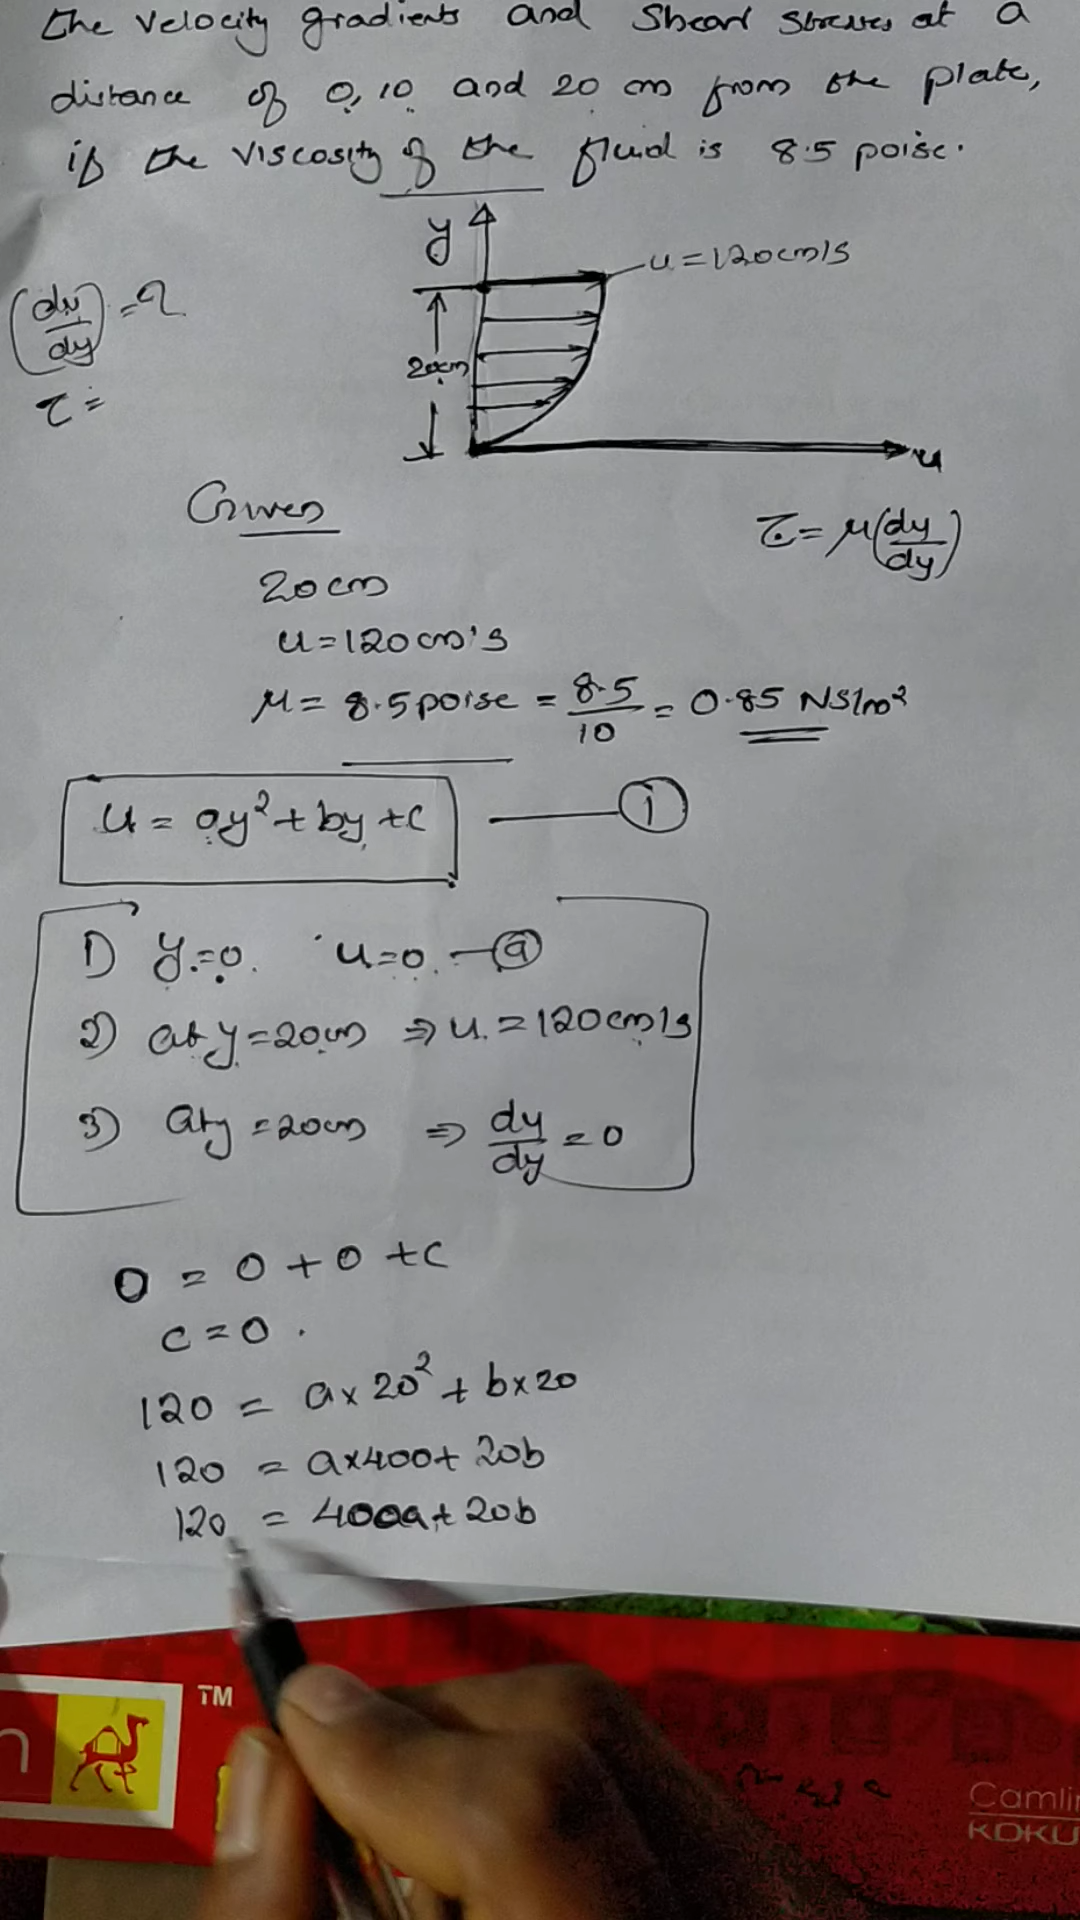 the velocity gradients and Shear stresses at a
distance of 0, 10 and 20 cm from the plate,
if the viscosity of the fluid is 8.5 poise.
y
u=120cm/s
(du/dy)=?
20cm
τ=
u
Given
τ=μ(du/dy)
20cm
u=120cm/s
μ= 8.5poise = 8.5/10 = 0.85 NS/m²
u = ay²+by+c — 1
1) y=0. u=0. — a
2) at y=20cm ⇒ u=120cm/s
3) at y=20cm ⇒ du/dy = 0
0 = 0+0+c
c=0.
120 = a×20²+b×20
120 = a×400+20b
120 = 400a+20b
TM
n
Camlin
KOKU